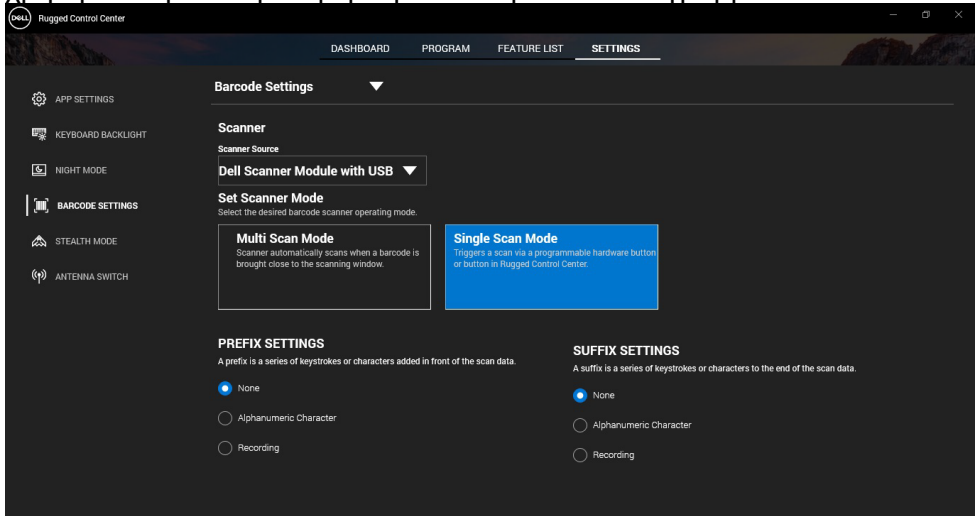 DELL Rugged Control Center
DASHBOARD PROGRAM FEATURE LIST SETTINGS
APP SETTINGS
KEYBOARD BACKLIGHT
NIGHT MODE
BARCODE SETTINGS
STEALTH MODE
ANTENNA SWITCH
Barcode Settings
Scanner
Scanner Source
Dell Scanner Module with USB
Set Scanner Mode
Select the desired barcode scanner operating mode.
Multi Scan Mode
Scanner automatically scans when a barcode is
brought close to the scanning window.
Single Scan Mode
Triggers a scan via a programmable hardware button
or button in Rugged Control Center.
PREFIX SETTINGS
A prefix is a series of keystrokes or characters added in front of the scan data.
None
Alphanumeric Character
Recording
SUFFIX SETTINGS
A suffix is a series of keystrokes or characters to the end of the scan data.
None
Alphanumeric Character
Recording